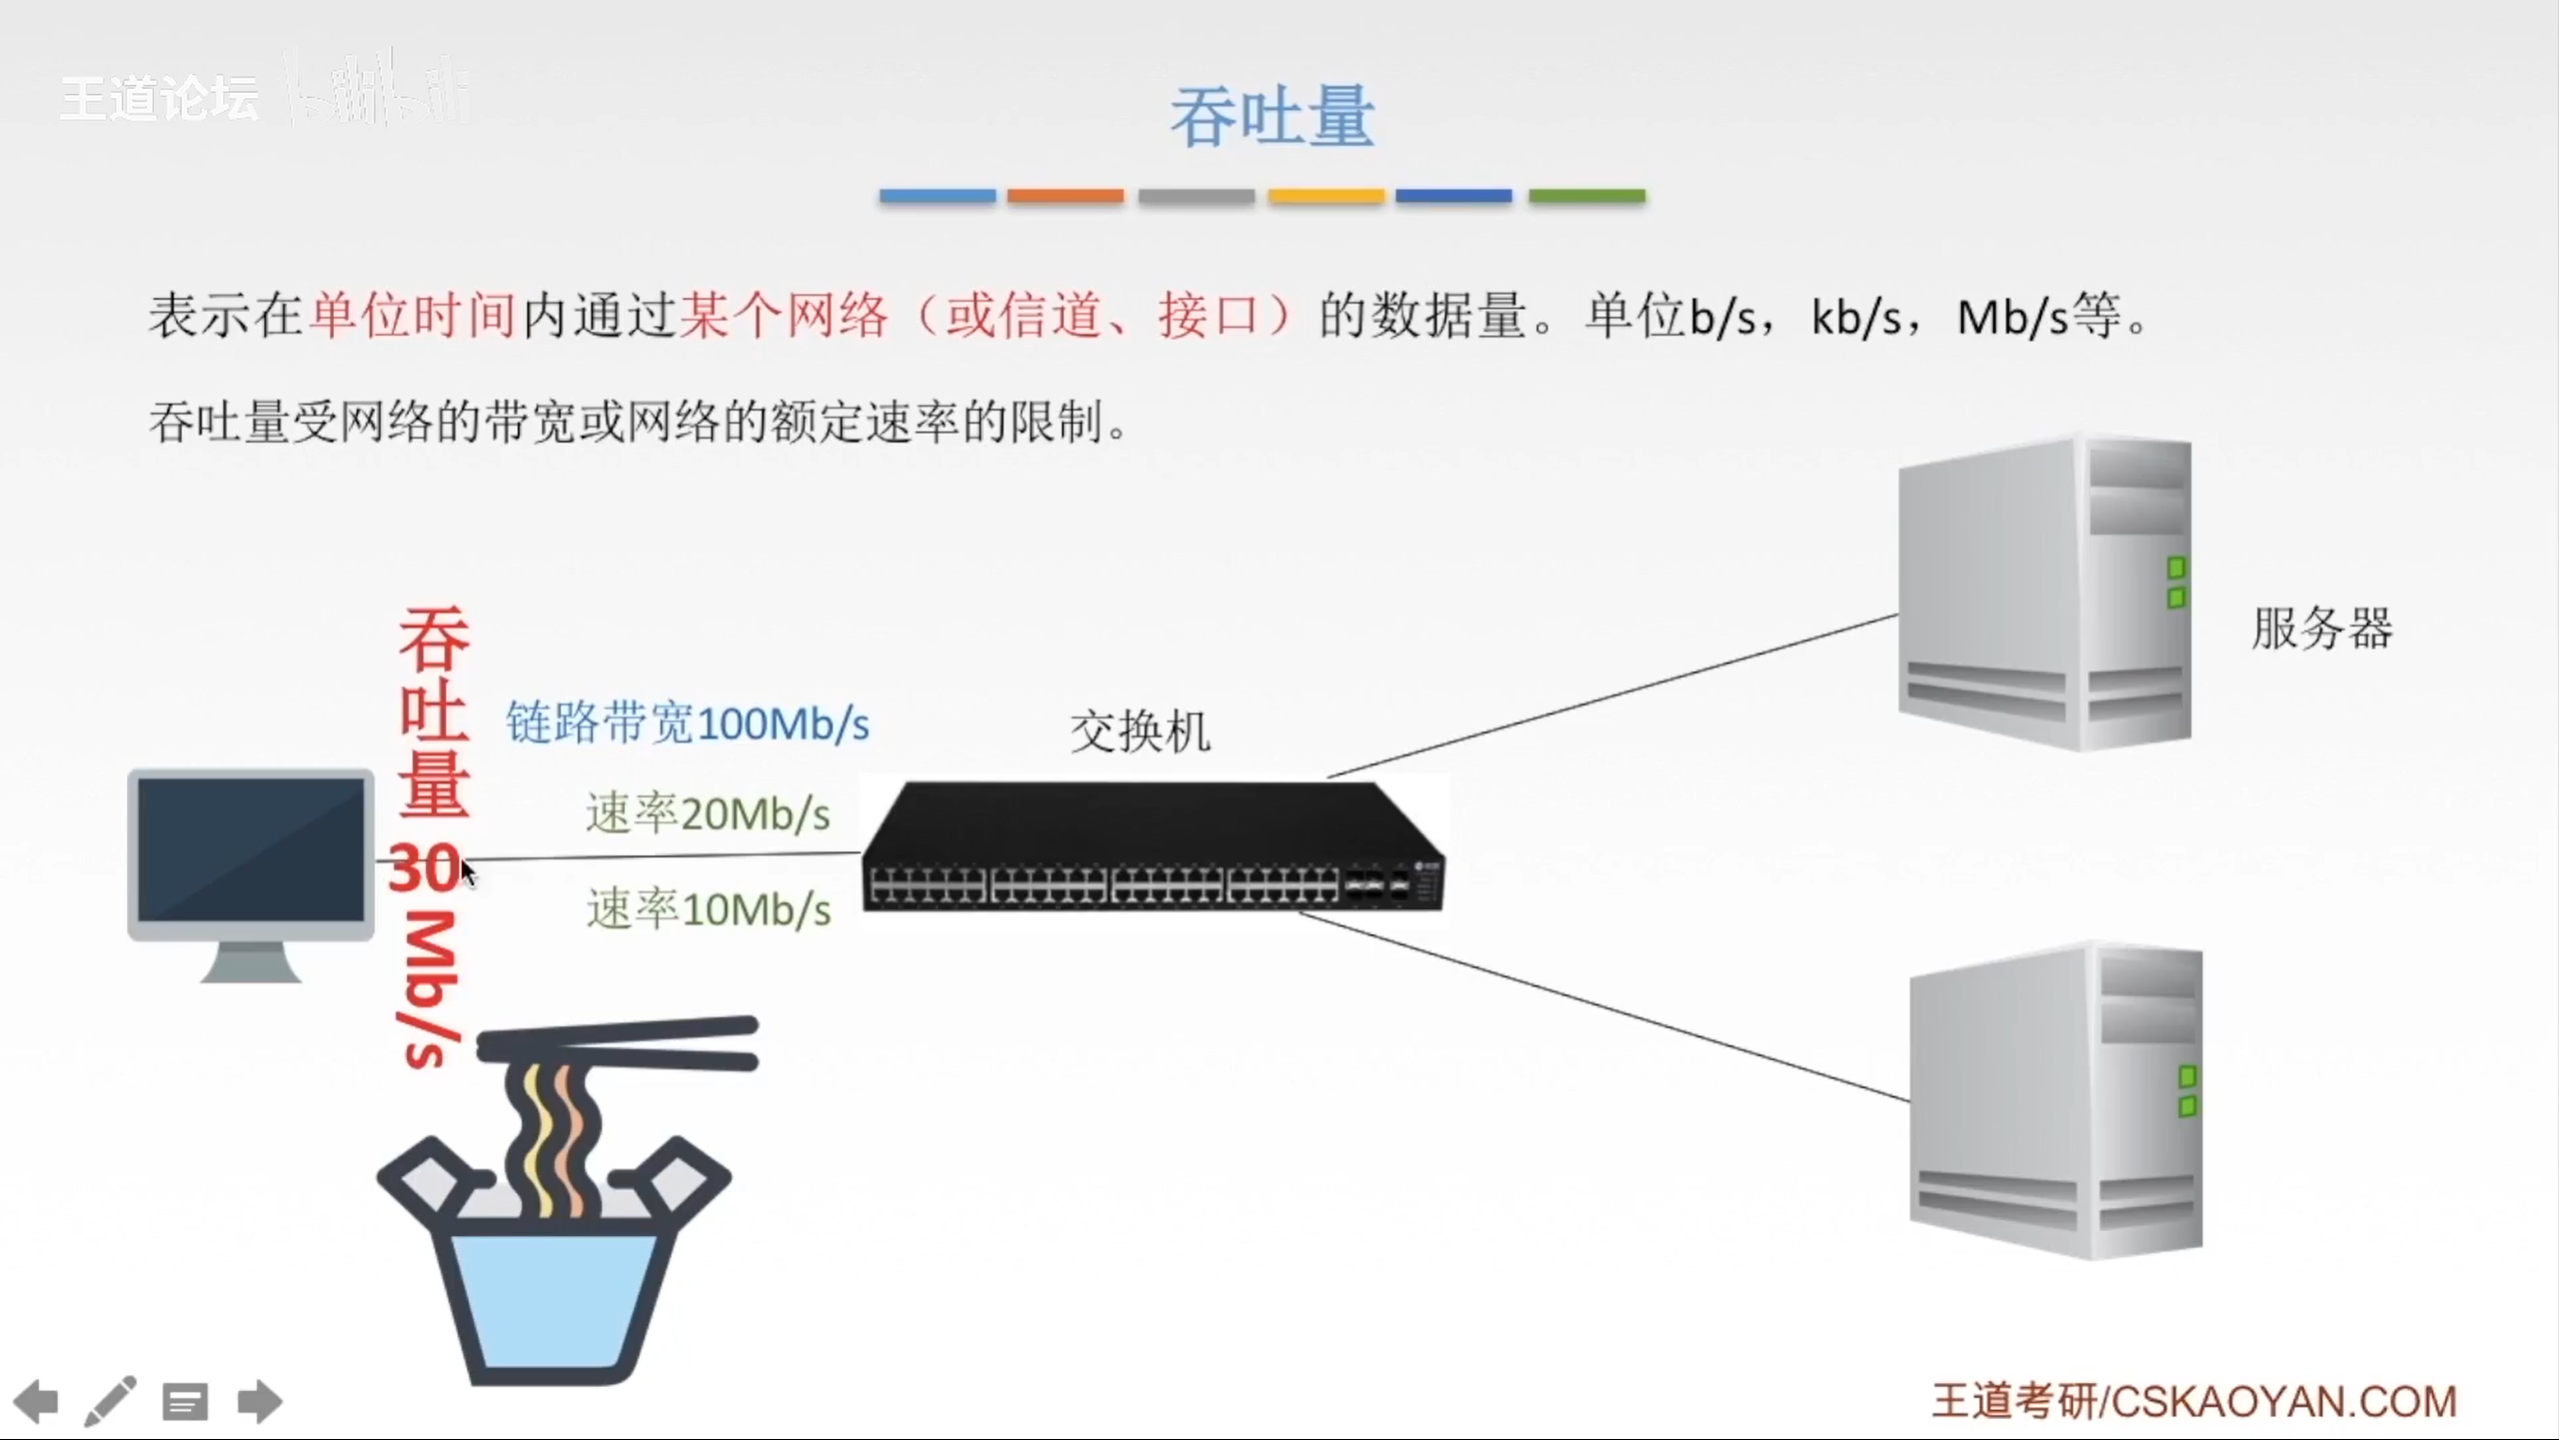 王道论坛 bilibili
吞吐量
表示在单位时间内通过某个网络（或信道、接口）的数据量。单位b/s，kb/s，Mb/s等。
吞吐量受网络的带宽或网络的额定速率的限制。
服务器
吞吐量30Mb/s
链路带宽100Mb/s
交换机
速率20Mb/s
速率10Mb/s
王道考研/CSKAOYAN.COM